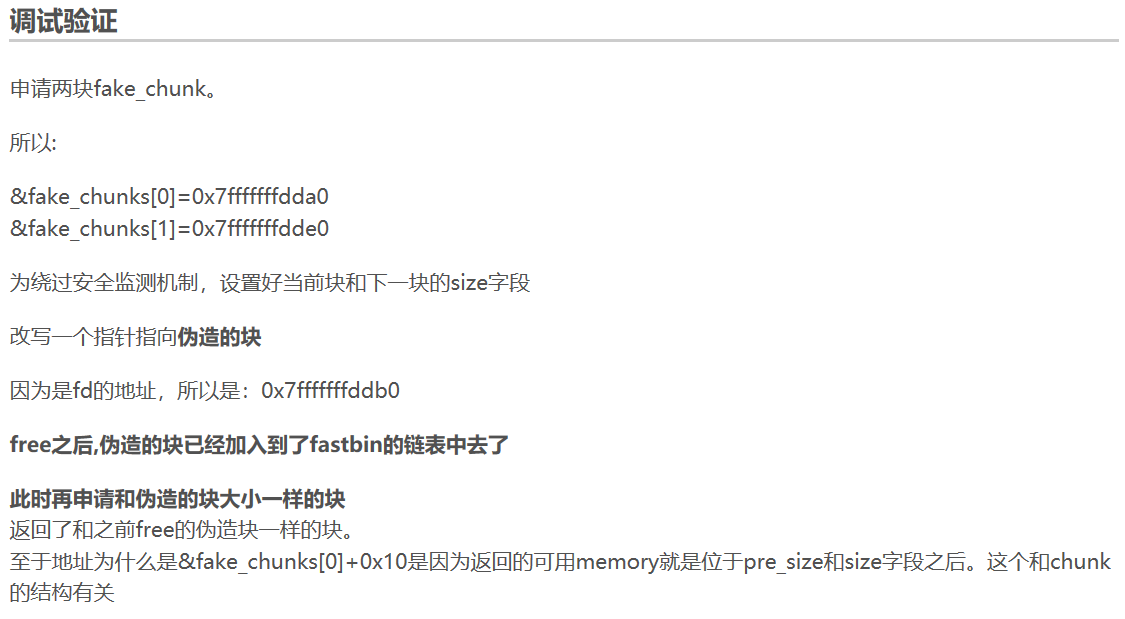 调试验证
申请两块fake_chunk。
所以:
&fake_chunks[0]=0x7fffffffdda0
&fake_chunks[1]=0x7fffffffdde0
为绕过安全监测机制，设置好当前块和下一块的size字段
改写一个指针指向伪造的块
因为是fd的地址，所以是：0x7fffffffddb0
free之后,伪造的块已经加入到了fastbin的链表中去了
此时再申请和伪造的块大小一样的块
返回了和之前free的伪造块一样的块。
至于地址为什么是&fake_chunks[0]+0x10是因为返回的可用memory就是位于pre_size和size字段之后。这个和chunk
的结构有关